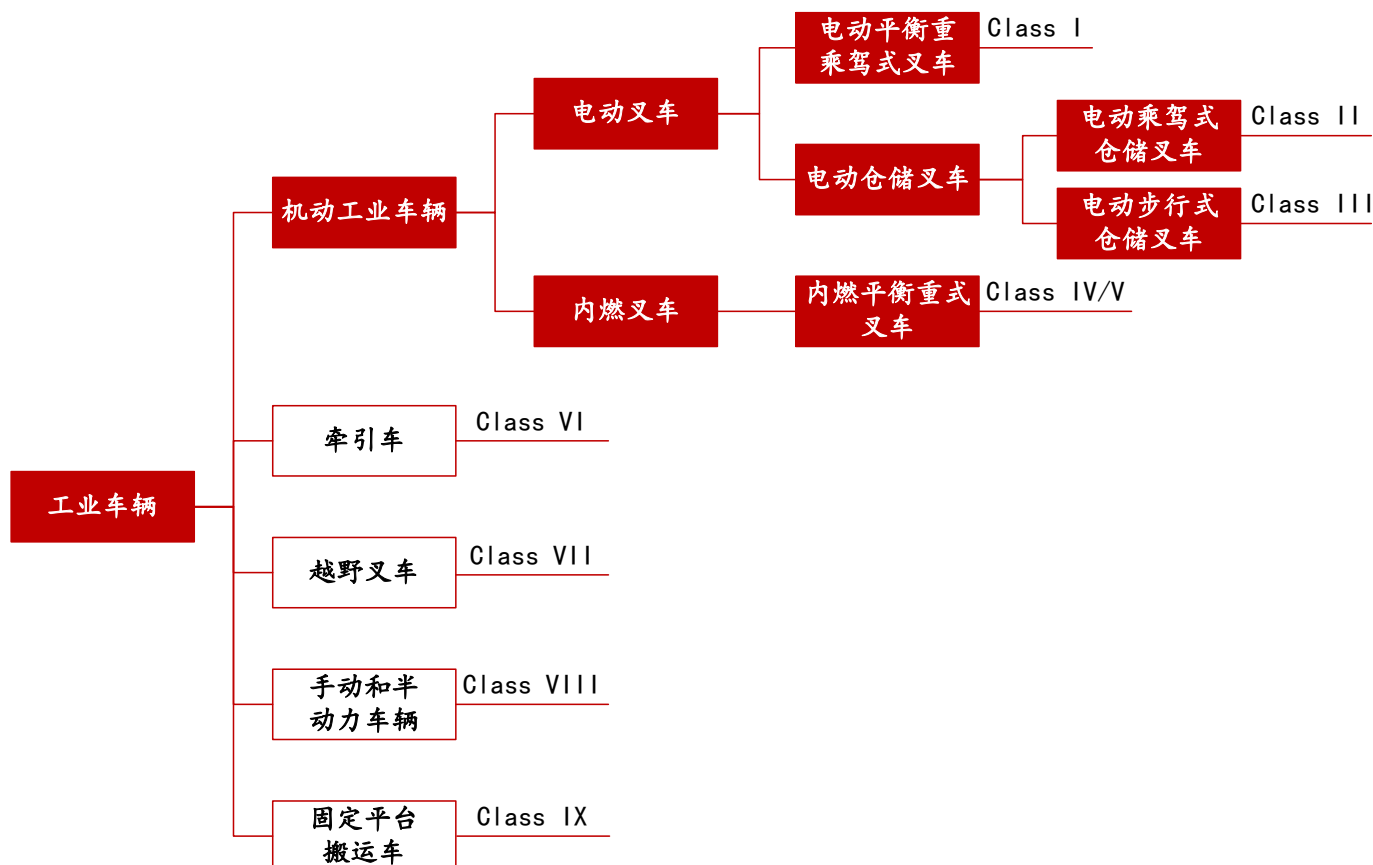 电动平衡重
乘驾式叉车
Class I
电动叉车
电动乘驾式
仓储叉车
Class II
电动仓储叉车
机动工业车辆
电动步行式
仓储叉车
Class III
内燃叉车
内燃平衡重式
叉车
Class IV/V
牵引车
Class VI
工业车辆
越野叉车
Class VII
手动和半
动力车辆
Class VIII
固定平台
搬运车
Class IX